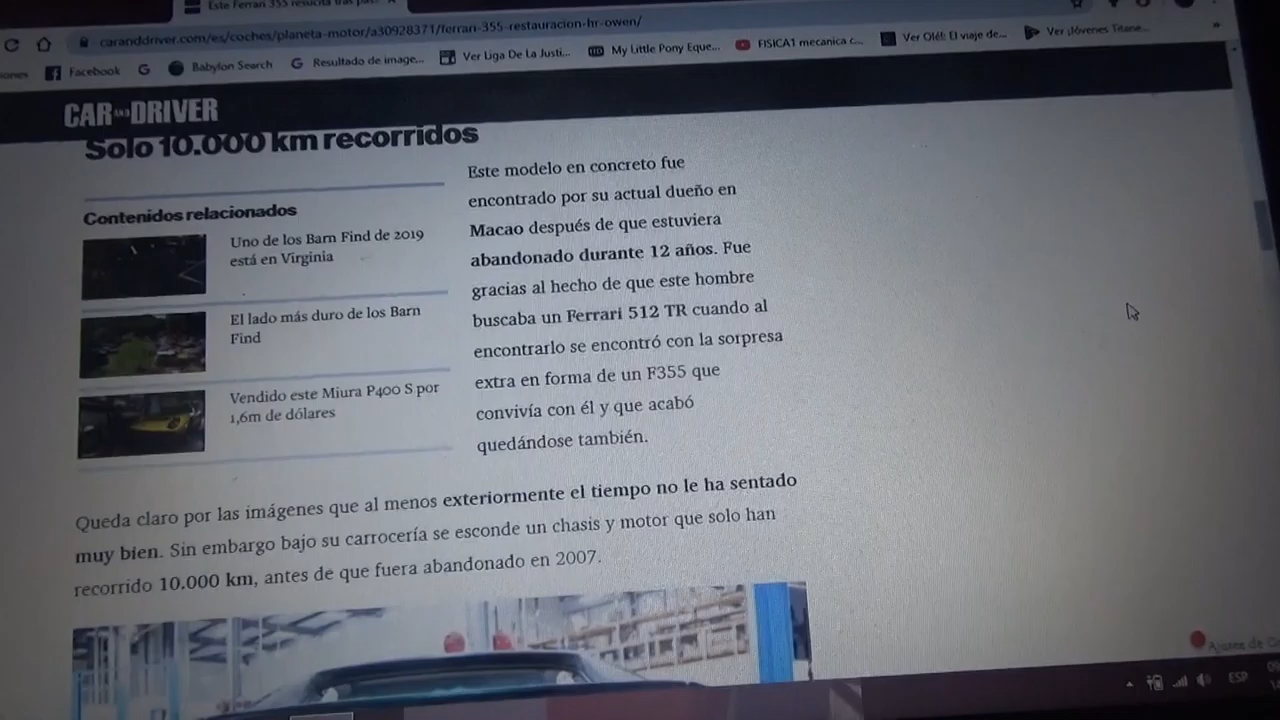 caranddriver.com/es/coches/planeta-motor/a30928371/ferrari-355-restauracion-hr-owen/
Facebook
Babylon Search
Resultado de image...
Ver Liga De La Justi...
My Little Pony Eque...
FISICA1 mecanica c...
Ver Olé!: El viaje de...
Ver ¡Jóvenes Titane...
CAR AND DRIVER
Solo 10.000 km recorridos
Contenidos relacionados
Uno de los Barn Find de 2019
está en Virginia
El lado más duro de los Barn
Find
Vendido este Miura P400 S por
1,6m de dólares
Este modelo en concreto fue
encontrado por su actual dueño en
Macao después de que estuviera
abandonado durante 12 años. Fue
gracias al hecho de que este hombre
buscaba un Ferrari 512 TR cuando al
encontrarlo se encontró con la sorpresa
extra en forma de un F355 que
convivía con él y que acabó
quedándose también.
Queda claro por las imágenes que al menos exteriormente el tiempo no le ha sentado
muy bien. Sin embargo bajo su carrocería se esconde un chasis y motor que solo han
recorrido 10.000 km, antes de que fuera abandonado en 2007.
Ajuste de
ESP